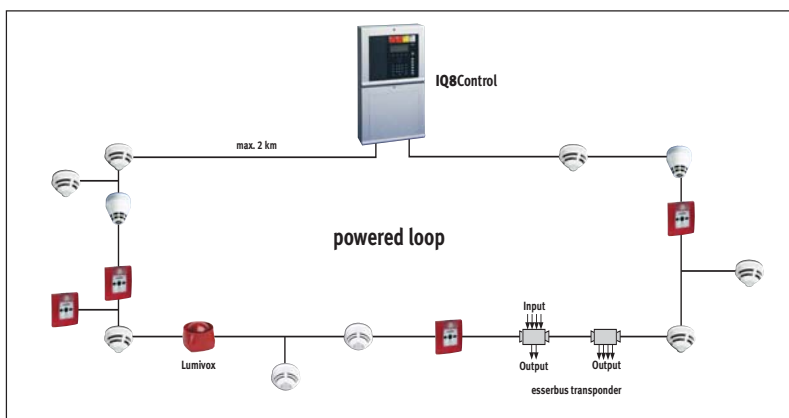 IQ8Control
max. 2 km
powered loop
Input
Lumivox
Output
Output
esserbus transponder